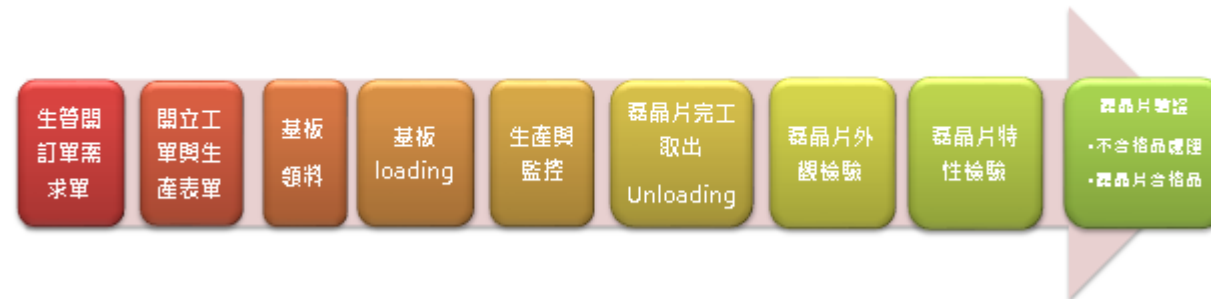 生管開
訂單需
求單
開立工
單與生
產表單
基板
領料
基板
loading
生產與
監控
磊晶片完工
取出
Unloading
磊晶片外
觀檢驗
磊晶片特
性檢驗
磊晶片驗證
•不合格品處理
•磊晶片合格品